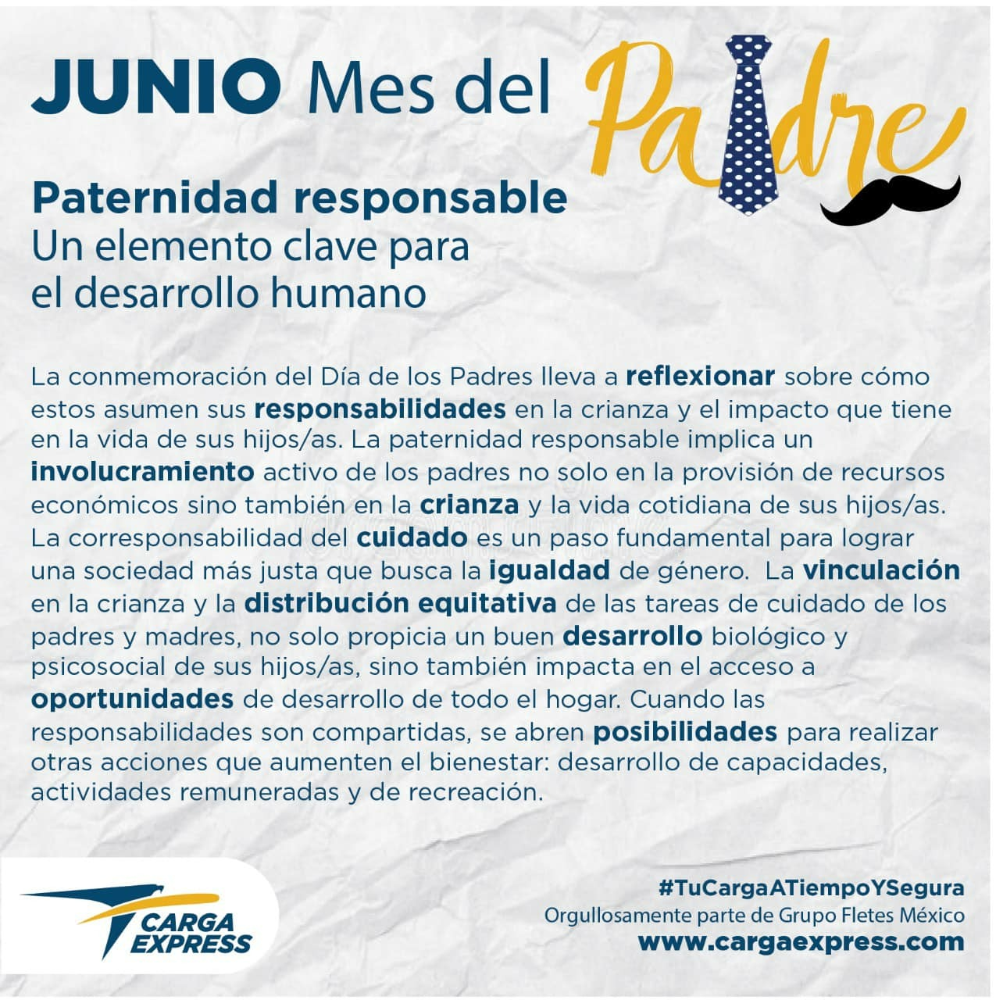 JUNIO Mes del Padre
Paternidad responsable
Un elemento clave para
el desarrollo humano
La conmemoración del Día de los Padres lleva a reflexionar sobre cómo
estos asumen sus responsabilidades en la crianza y el impacto que tiene
en la vida de sus hijos/as. La paternidad responsable implica un
involucramiento activo de los padres no solo en la provisión de recursos
económicos sino también en la crianza y la vida cotidiana de sus hijos/as.
La corresponsabilidad del cuidado es un paso fundamental para lograr
una sociedad más justa que busca la igualdad de género. La vinculación
en la crianza y la distribución equitativa de las tareas de cuidado de los
padres y madres, no solo propicia un buen desarrollo biológico y
psicosocial de sus hijos/as, sino también impacta en el acceso a
oportunidades de desarrollo de todo el hogar. Cuando las
responsabilidades son compartidas, se abren posibilidades para realizar
otras acciones que aumenten el bienestar: desarrollo de capacidades,
actividades remuneradas y de recreación.
CARGA
EXPRESS
#TuCargaATiempoYSegura
Orgullosamente parte de Grupo Fletes México
www.cargaexpress.com